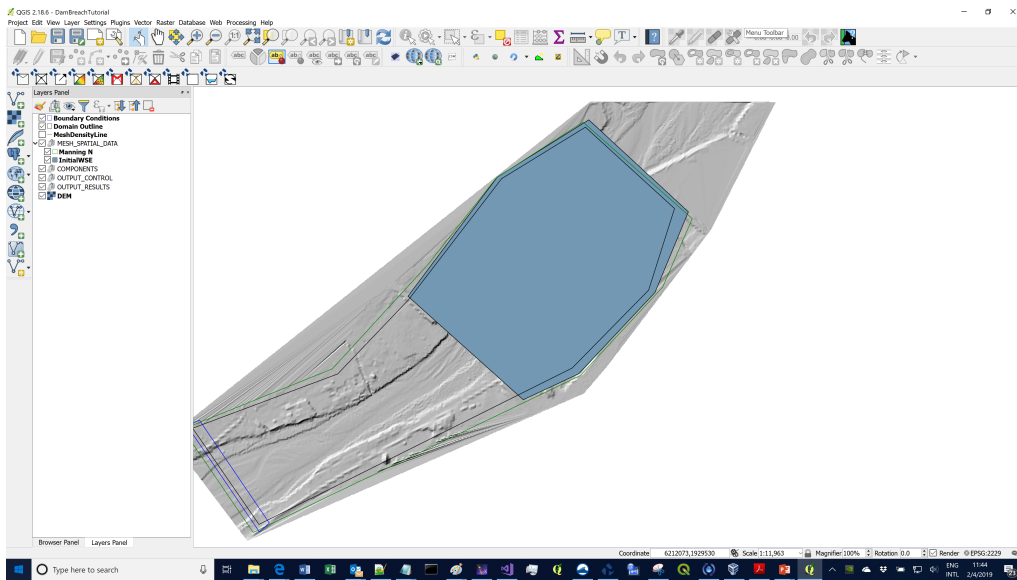 QGIS 2.18.6 - DamBreachTutorial
Project Edit View Layer Settings Plugins Vector Raster Database Web Processing Help
Menu Toolbar
Layers Panel
Boundary Conditions
Domain Outline
MeshDensityLine
MESH_SPATIAL_DATA
Manning N
InitialWSE
COMPONENTS
OUTPUT_CONTROL
OUTPUT_RESULTS
DEM
Browser Panel Layers Panel
Coordinate 6212073,1929530 Scale 1:11,963 Magnifier 100% Rotation 0.0 Render EPSG:2229
Type here to search
ENG 11:44
INTL 2/4/2019